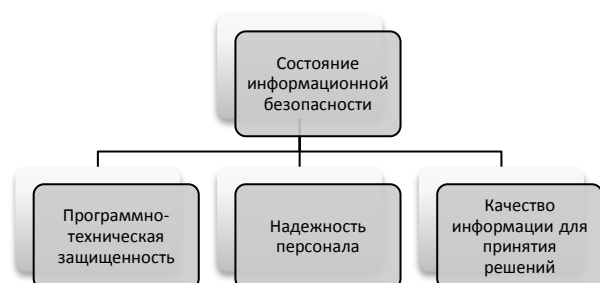 Состояние
информационной
безопасности
Программно-
техническая
защищенность
Надежность
персонала
Качество
информации для
принятия
решений